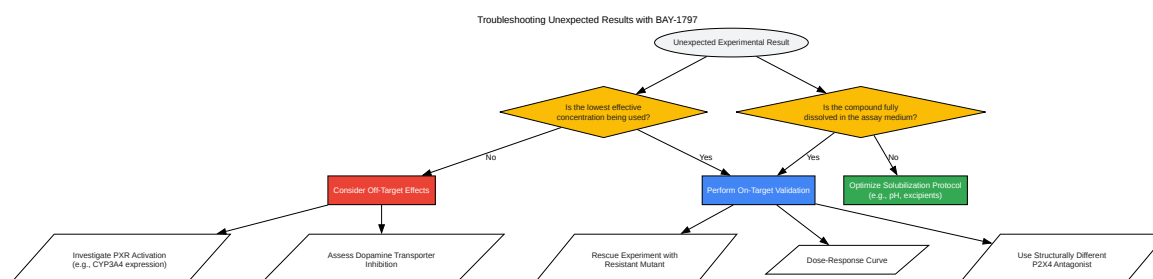 Troubleshooting Unexpected Results with BAY-1797
Unexpected Experimental Result
Is the lowest effective
concentration being used?
Is the compound fully
dissolved in the assay medium?
No
Yes
Yes
No
Consider Off-Target Effects
Perform On-Target Validation
Optimize Solubilization Protocol
(e.g., pH, excipients)
Investigate PXR Activation
(e.g., CYP3A4 expression)
Assess Dopamine Transporter
Inhibition
Rescue Experiment with
Resistant Mutant
Dose-Response Curve
Use Structurally Different
P2X4 Antagonist